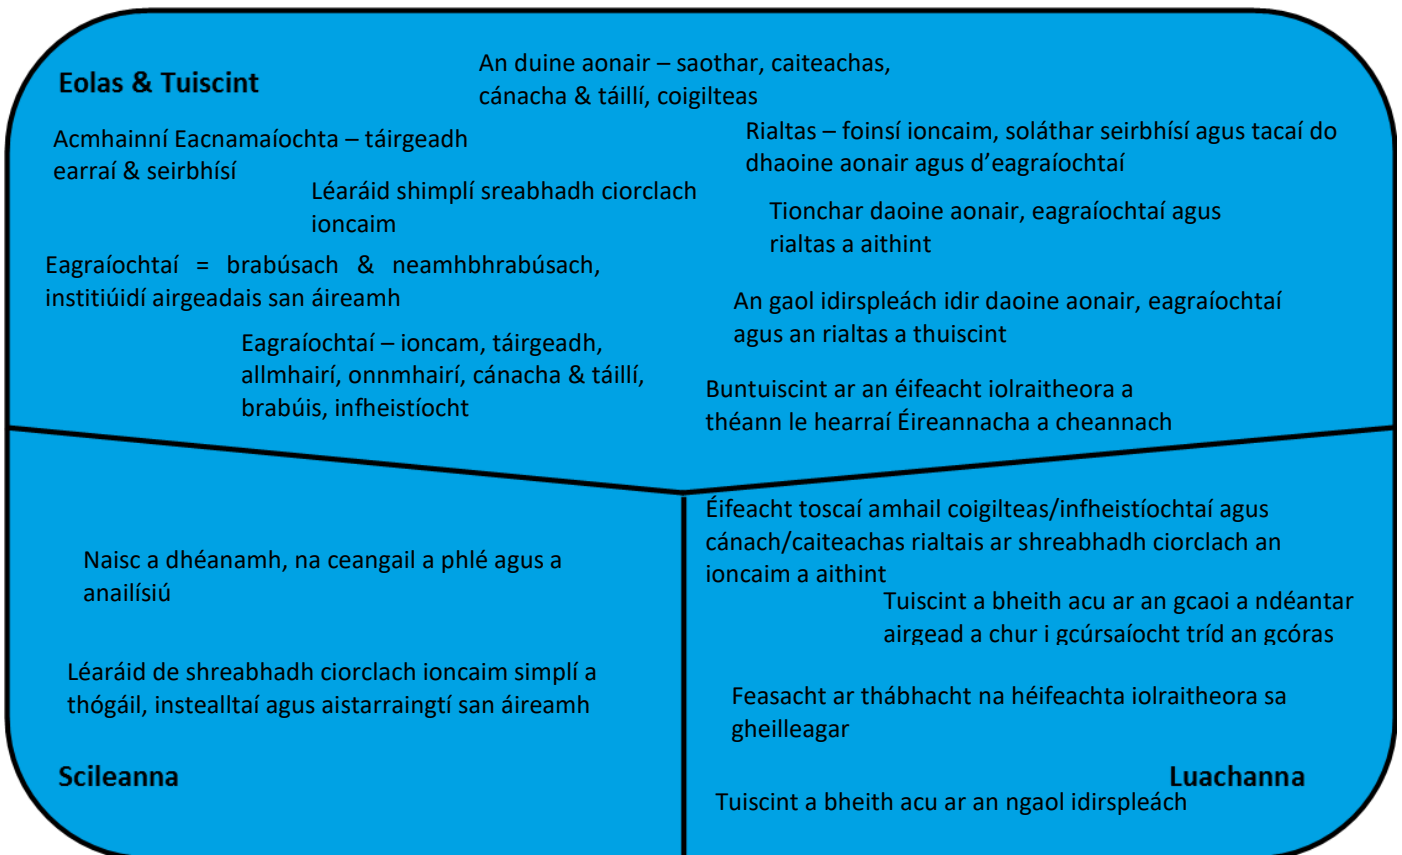 Eolas & Tuiscint
An duine aonair – saothar, caiteachas,
cánacha & táillí, coigilteas
Acmhainní Eacnamaíochta – táirgeadh
earraí & seirbhísí
Rialtas – foinsí ioncaim, soláthar seirbhísí agus tacaí do
dhaoine aonair agus d’eagraíochtaí
Léaráid shimplí sreabhadh ciorclach
ioncaim
Tionchar daoine aonair, eagraíochtaí agus
rialtas a aithint
Eagraíochtaí = brabúsach & neamhbhrabúsach,
institiúidí airgeadais san áireamh
An gaol idirspleách idir daoine aonair, eagraíochtaí
agus an rialtas a thuiscint
Eagraíochtaí – ioncam, táirgeadh,
allmhairí, onnmhairí, cánacha & táillí,
brabúis, infheistíocht
Buntuiscint ar an éifeacht iolraitheora a
théann le hearraí Éireannacha a cheannach
Naisc a dhéanamh, na ceangail a phlé agus a
anailísiú
Léaráid de shreabhadh ciorclach ioncaim simplí a
thógáil, instealltaí agus aistarraingtí san áireamh
Scileanna
Éifeacht toscaí amhail coigilteas/infheistíochtaí agus
cánach/caiteachas rialtais ar shreabhadh ciorclach an
ioncaim a aithint
Tuiscint a bheith acu ar an gcaoi a ndéantar
airgead a chur i gcúrsaíocht tríd an gcóras
Feasacht ar thábhacht na héifeachta iolraitheora sa
gheilleagar
Luachanna
Tuiscint a bheith acu ar an ngaol idirspleách